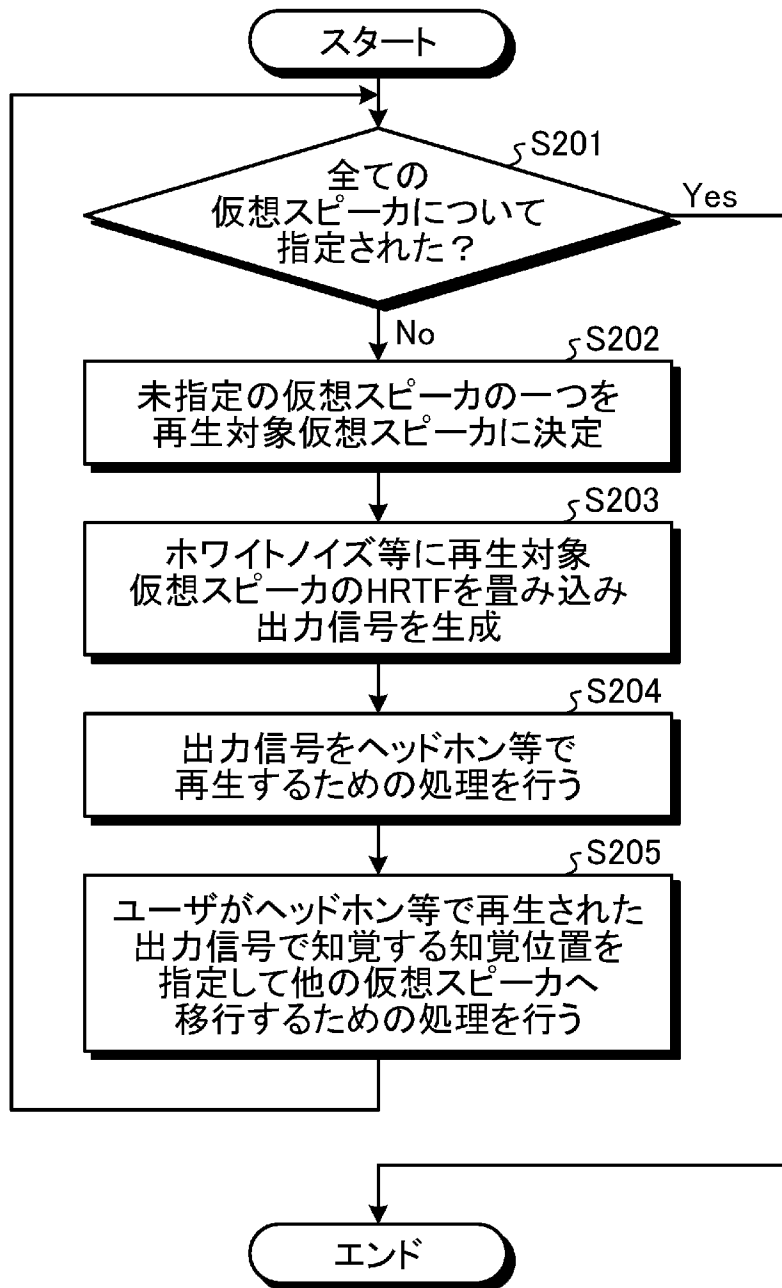 スタート
S201
全ての
仮想スピーカについて
指定された？
Yes
No
S202
未指定の仮想スピーカの一つを
再生対象仮想スピーカに決定
S203
ホワイトノイズ等に再生対象
仮想スピーカのHRTFを畳み込み
出力信号を生成
S204
出力信号をヘッドホン等で
再生するための処理を行う
S205
ユーザがヘッドホン等で再生された
出力信号で知覚する知覚位置を
指定して他の仮想スピーカへ
移行するための処理を行う
エンド